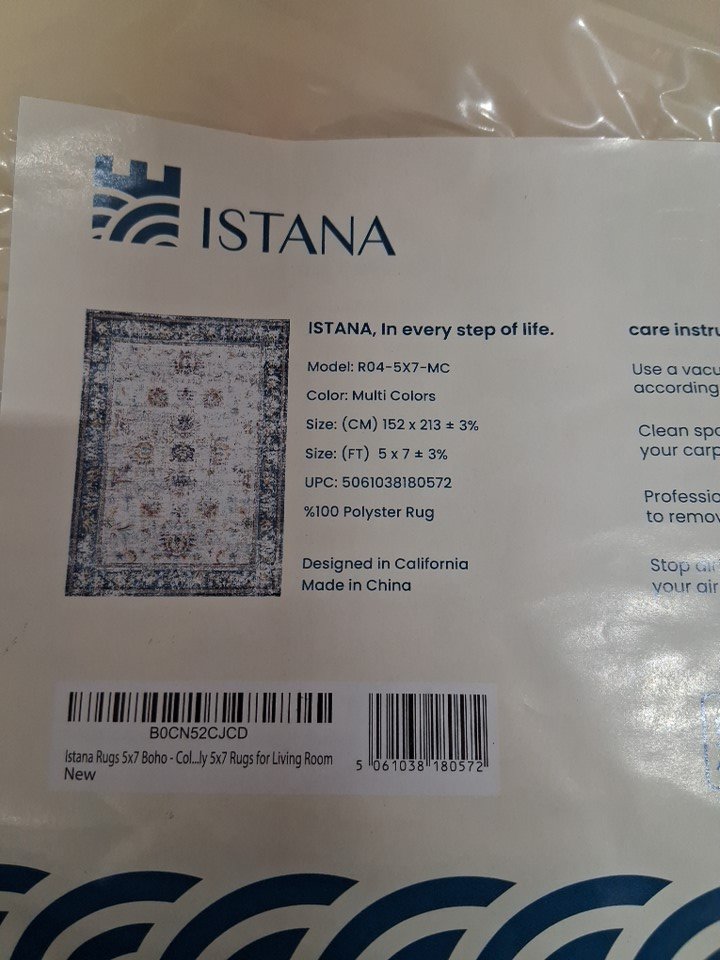 ISTANA
ISTANA, In every step of life.
Model: R04-5X7-MC
Color: Multi Colors
Size: (CM) 152 x 213 ± 3%
Size: (FT) 5 x 7 ± 3%
UPC: 5061038180572
%100 Polyster Rug
Designed in California
Made in China
care instru
Use a vacu
according
Clean spo
your carp
Professio
to remov
Stop air
your air
B0CN52CJCD
Istana Rugs 5x7 Boho - Col...ly 5x7 Rugs for Living Room
New
5 061038 180572